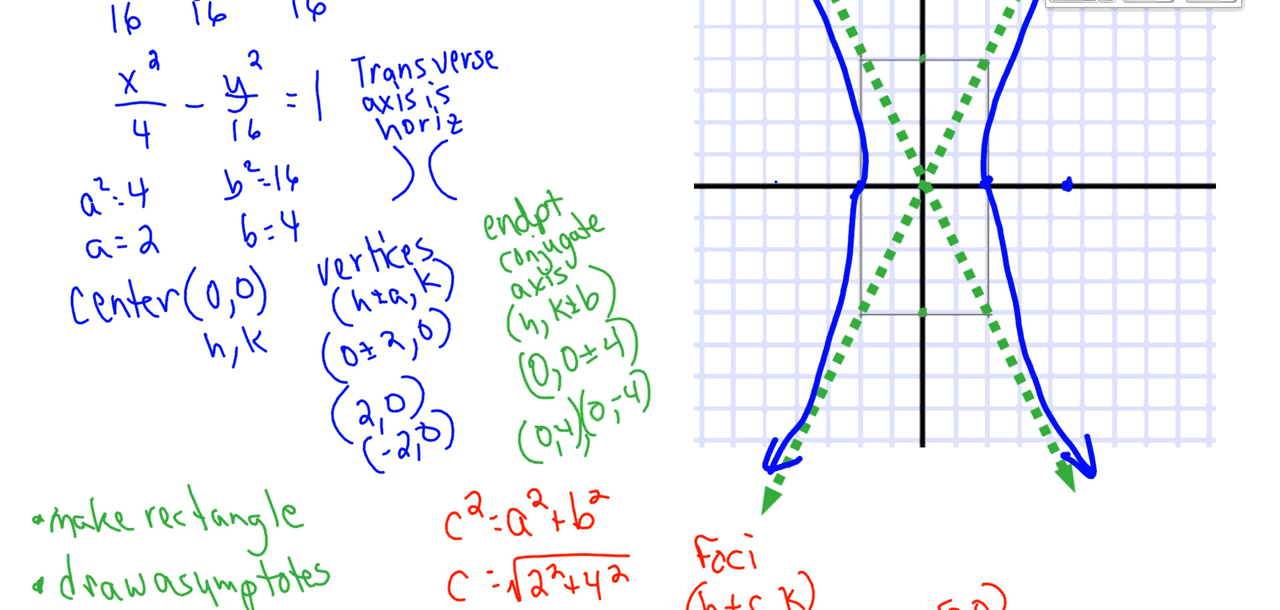 16 16 16
x² / 4 - y² / 16 = 1
Transverse
axis is
horiz
a² = 4
b² = 16
a = 2
b = 4
center (0,0)
h, k
vertices
(h±a, k)
(0±2, 0)
(2,0)
(-2,0)
endpt
conjugate
axis
(h, k±b)
(0, 0±4)
(0,4), (0,-4)
• make rectangle
• draw asymptotes
c² = a² + b²
c = √2² + 4²
Foci
(h+c, k)